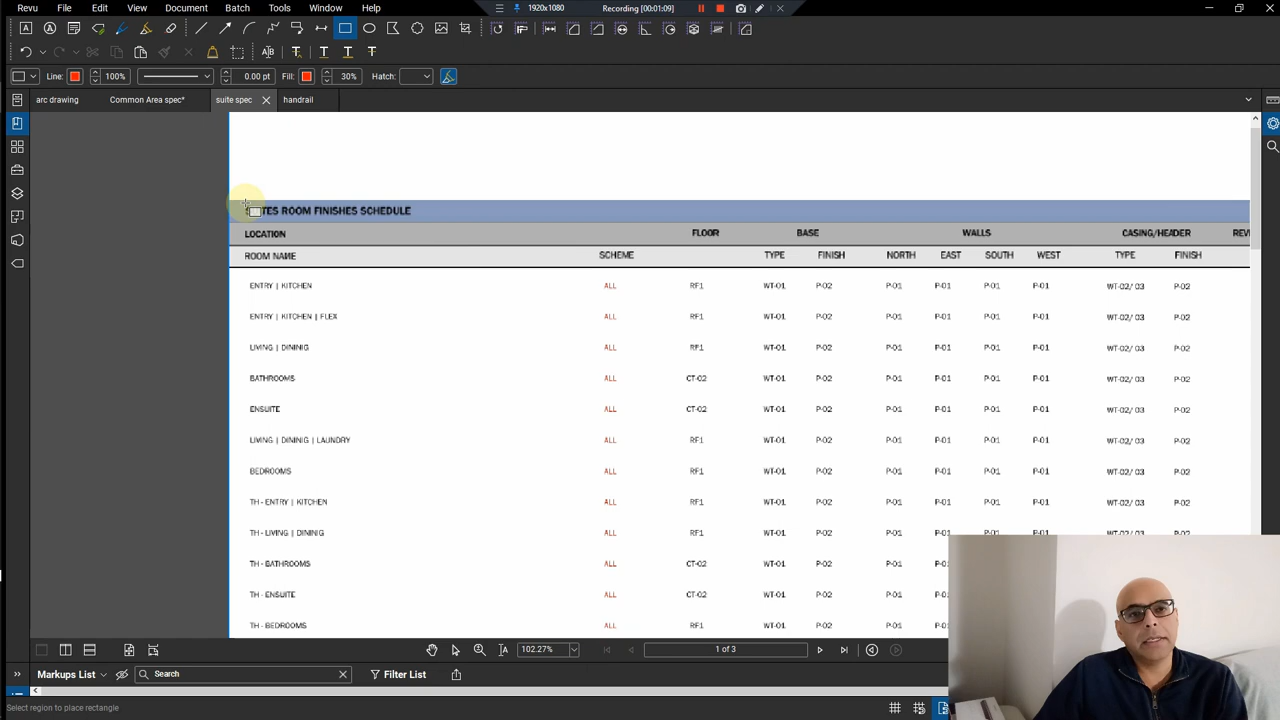 Revu File Edit View Document Batch Tools Window Help 1920x1080 Recording [00:01:09]
Line: 100% 0.00 pt Fill: 30% Hatch:
arc drawing Common Area spec* suite spec handrail
SUITES ROOM FINISHES SCHEDULE
LOCATION FLOOR BASE WALLS CASING/HEADER
ROOM NAME SCHEME TYPE FINISH NORTH EAST SOUTH WEST TYPE FINISH
ENTRY | KITCHEN ALL RF1 WT-01 P-02 P-01 P-01 P-01 P-01 WT-02/ 03 P-02
ENTRY | KITCHEN | FLEX ALL RF1 WT-01 P-02 P-01 P-01 P-01 P-01 WT-02/ 03 P-02
LIVING | DININIG ALL RF1 WT-01 P-02 P-01 P-01 P-01 P-01 WT-02/ 03 P-02
BATHROOMS ALL CT-02 WT-01 P-02 P-01 P-01 P-01 P-01 WT-02/ 03 P-02
ENSUITE ALL CT-02 WT-01 P-02 P-01 P-01 P-01 P-01 WT-02/ 03 P-02
LIVING | DININIG | LAUNDRY ALL RF1 WT-01 P-02 P-01 P-01 P-01 P-01 WT-02/ 03 P-02
BEDROOMS ALL RF1 WT-01 P-02 P-01 P-01 P-01 P-01 WT-02/ 03 P-02
TH - ENTRY | KITCHEN ALL RF1 WT-01 P-02 P-01 P-01 P-01 P-01 WT-02/ 03 P-02
TH - LIVING | DININIG ALL RF1 WT-01 P-02 P-01 P-01 P-01 P-01 WT-02/ 03 P-02
TH - BATHROOMS ALL CT-02 WT-01 P-02 P-01
TH - ENSUITE ALL CT-02 WT-01 P-02 P-01
TH - BEDROOMS ALL RF1 WT-01 P-02 P-01
102.27% 1 of 3
Markups List Search Filter List
Select region to place rectangle